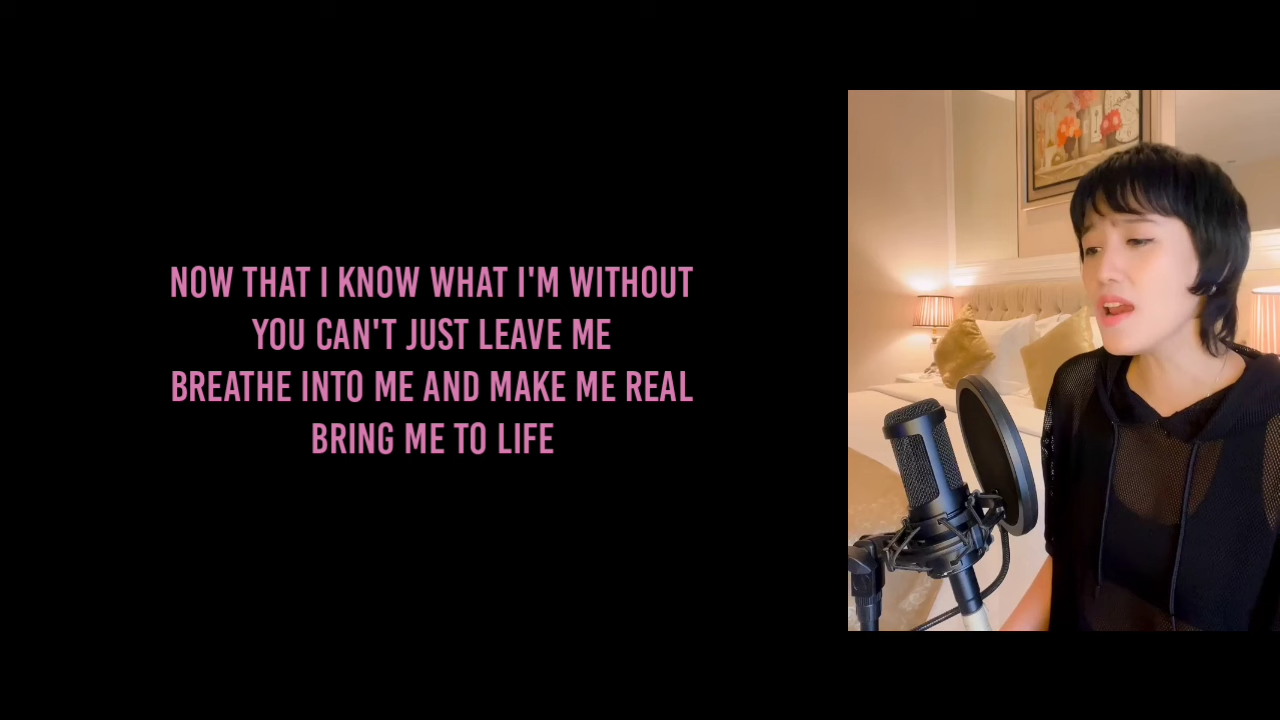 NOW THAT I KNOW WHAT I'M WITHOUT
YOU CAN'T JUST LEAVE ME
BREATHE INTO ME AND MAKE ME REAL
BRING ME TO LIFE